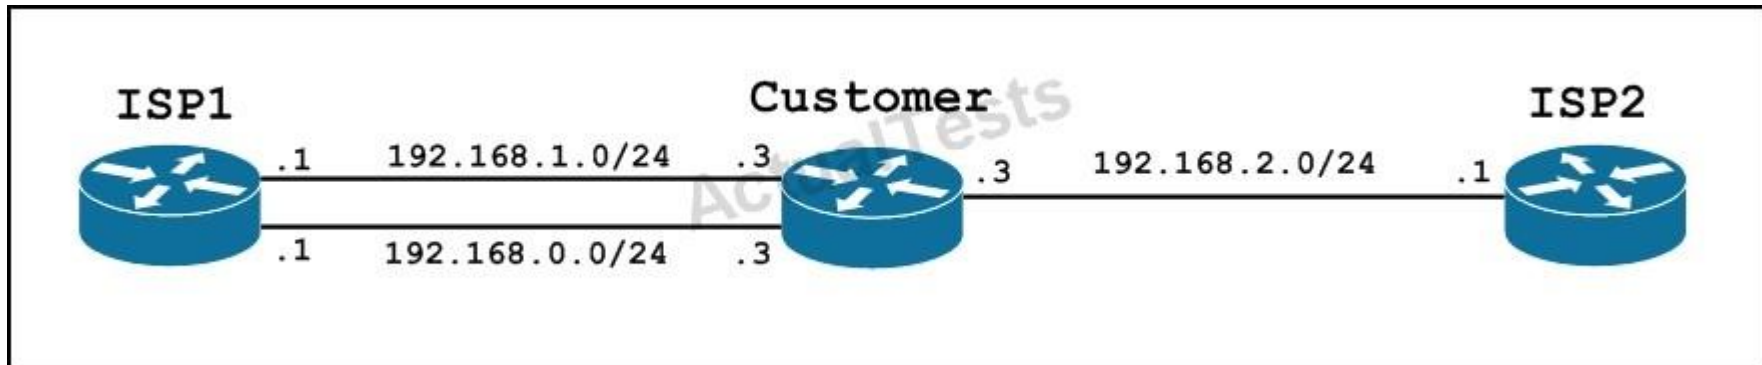 ISP1
Customer
ISP2
ActualTests
.1 192.168.1.0/24 .3
.3 192.168.2.0/24 .1
.1 192.168.0.0/24 .3